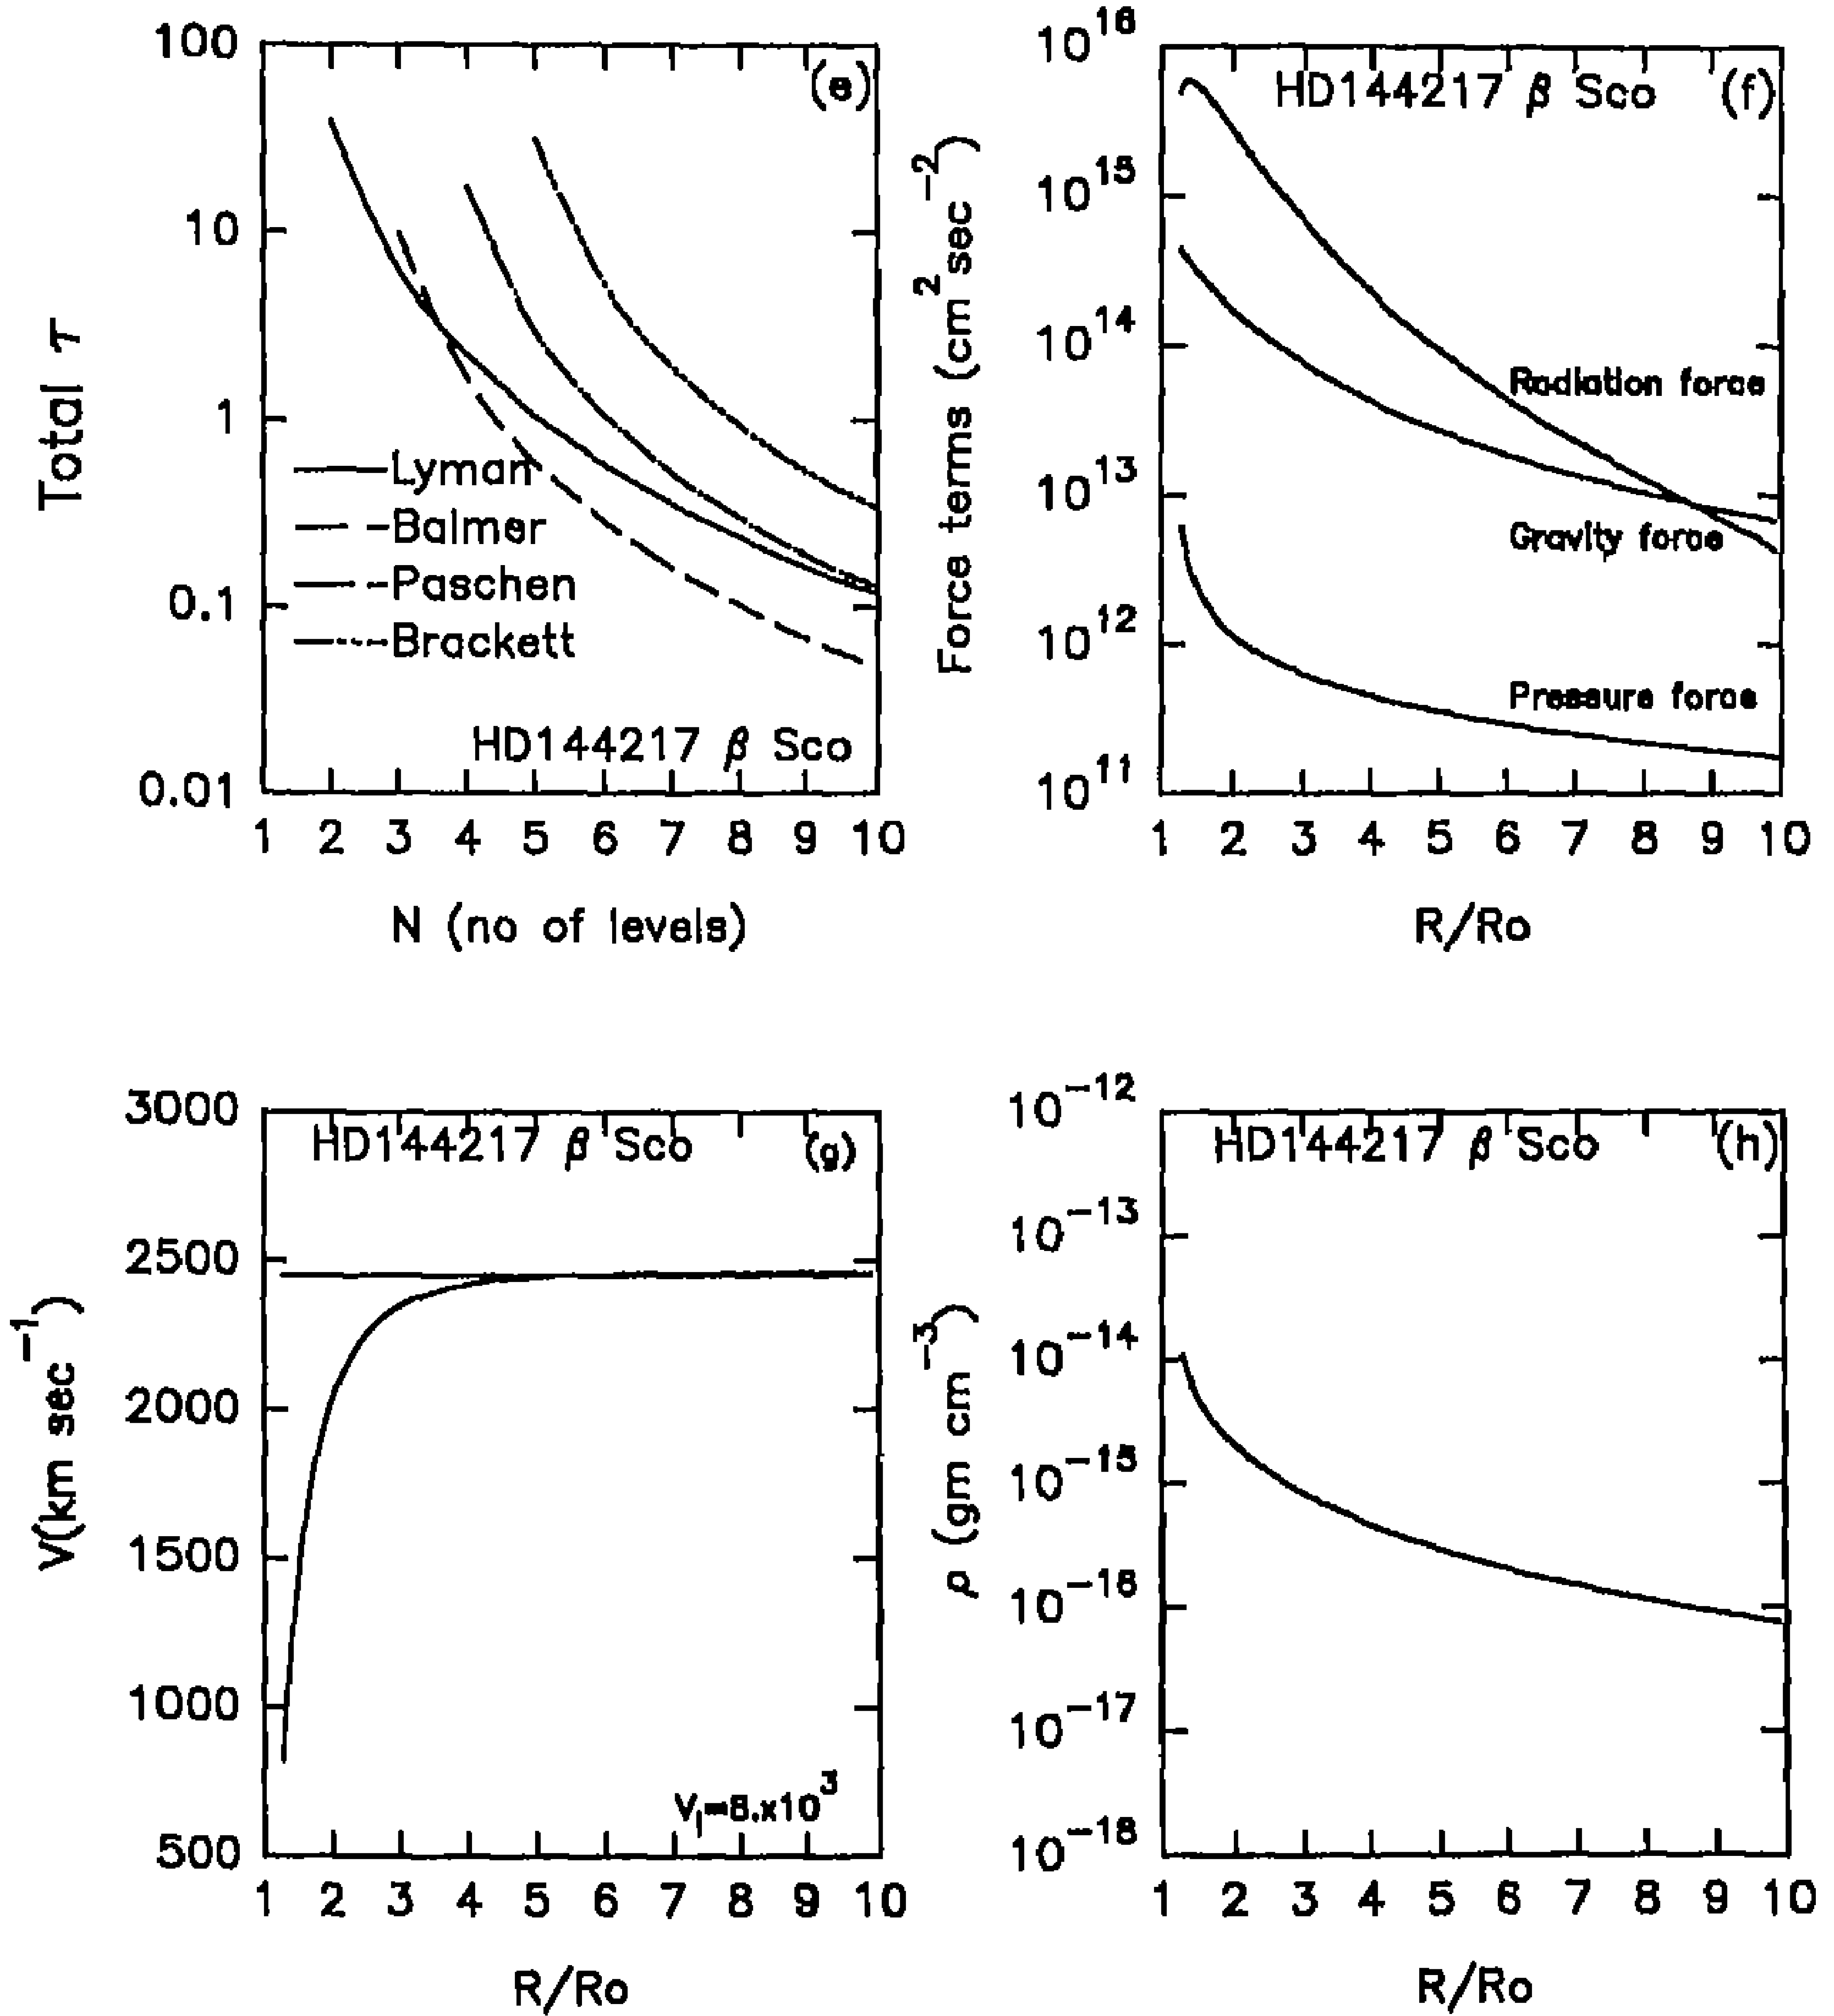 100
10
1
0.1
0.01
Total τ
(e)
Lyman
Balmer
Paschen
Brackett
HD144217 β Sco
1 2 3 4 5 6 7 8 9 10
N (no of levels)
10^16
10^15
10^14
10^13
10^12
10^11
Force terms (cm^2 sec^-2)
HD144217 β Sco (f)
Radiation force
Gravity force
Pressure force
1 2 3 4 5 6 7 8 9 10
R/Ro
3000
2500
2000
1500
1000
500
V(km sec^-1)
HD144217 β Sco (g)
V_1=8.x10^3
1 2 3 4 5 6 7 8 9 10
R/Ro
10^-12
10^-13
10^-14
10^-15
10^-16
10^-17
10^-18
ρ (gm cm^-3)
HD144217 β Sco (h)
1 2 3 4 5 6 7 8 9 10
R/Ro